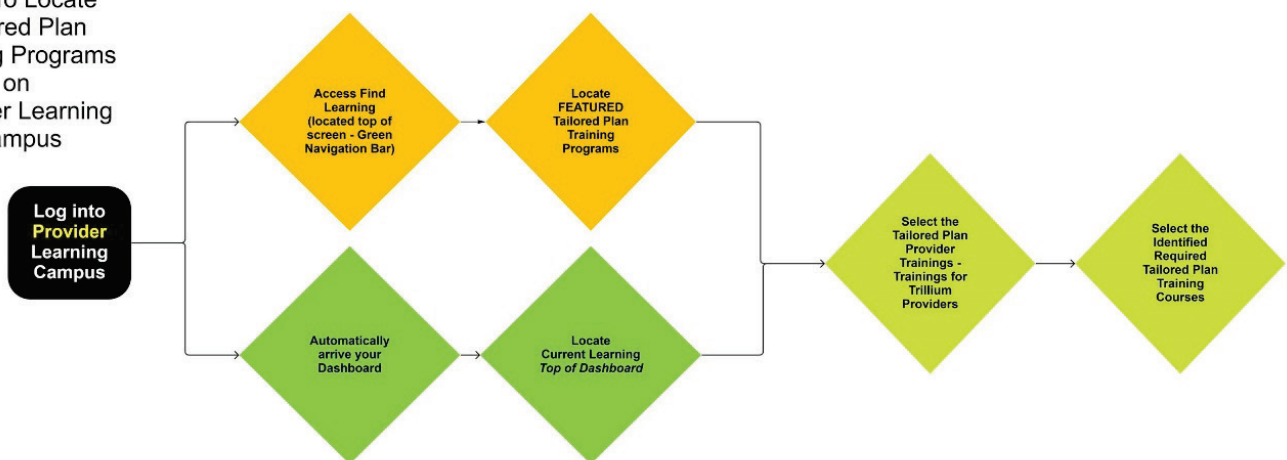 o Locate
red Plan
g Programs
on
er Learning
ampus
Log into
Provider
Learning
Campus
Access Find
Learning
(located top of
screen - Green
Navigation Bar)
Locate
FEATURED
Tailored Plan
Training
Programs
Automatically
arrive your
Dashboard
Locate
Current Learning
Top of Dashboard
Select the
Tailored Plan
Provider
Trainings -
Trainings for
Trillium
Providers
Select the
Identified
Required
Tailored Plan
Training
Courses